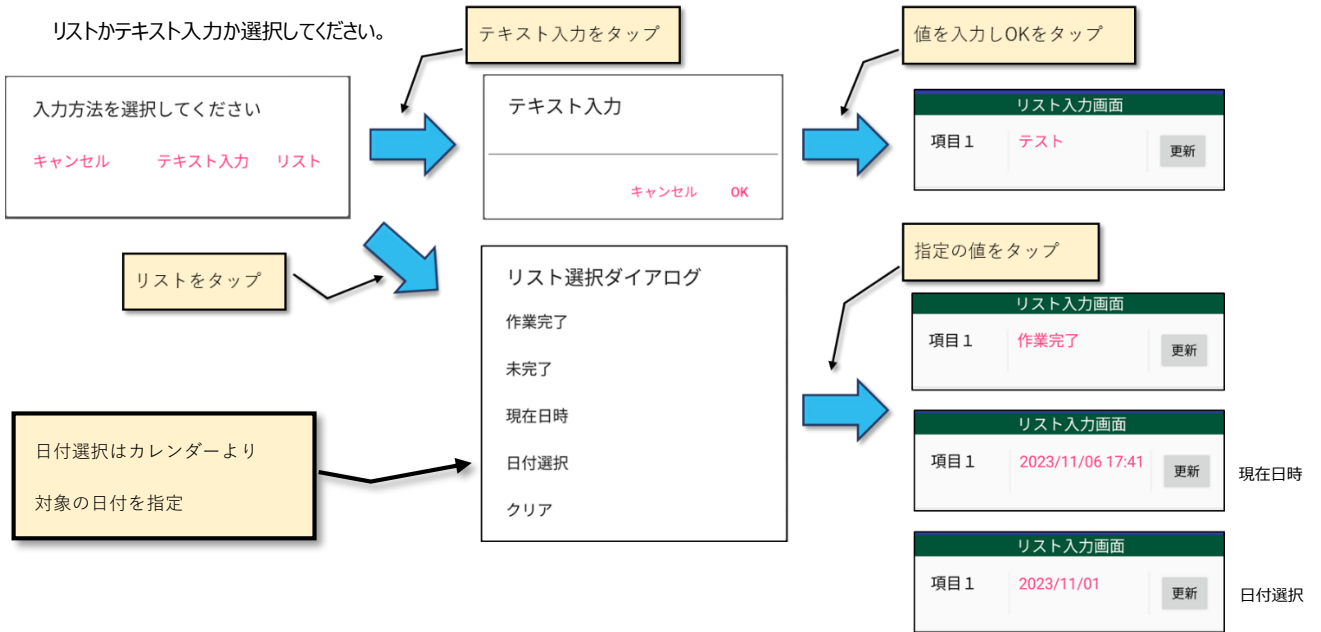 リストかテキスト入力か選択してください。
テキスト入力をタップ
値を入力しOKをタップ
入力方法を選択してください
キャンセル テキスト入力 リスト
テキスト入力
キャンセル OK
リスト入力画面
項目1 テスト 更新
リストをタップ
リスト選択ダイアログ
作業完了
未完了
現在日時
日付選択
クリア
指定の値をタップ
リスト入力画面
項目1 作業完了 更新
日付選択はカレンダーより
対象の日付を指定
リスト入力画面
項目1 2023/11/06 17:41 更新
現在日時
リスト入力画面
項目1 2023/11/01 更新
日付選択